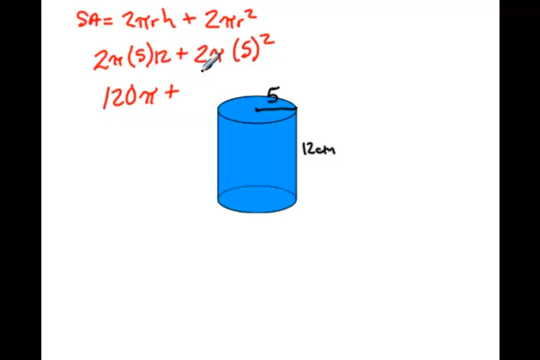 SA = 2πrh + 2πr²
2π(5)12 + 2π(5)²
120π +
5
12cm